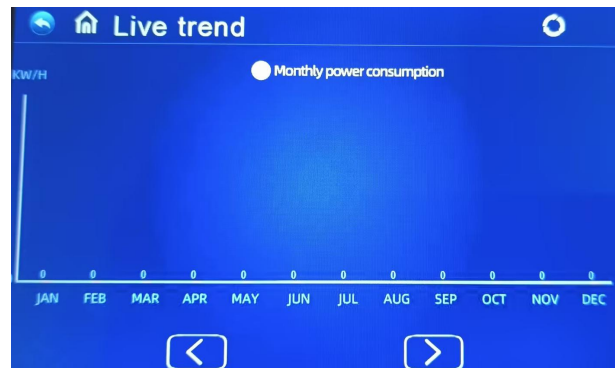 Live trend
KW/H
Monthly power consumption
0 0 0 0 0 0 0 0 0 0 0 0
JAN FEB MAR APR MAY JUN JUL AUG SEP OCT NOV DEC